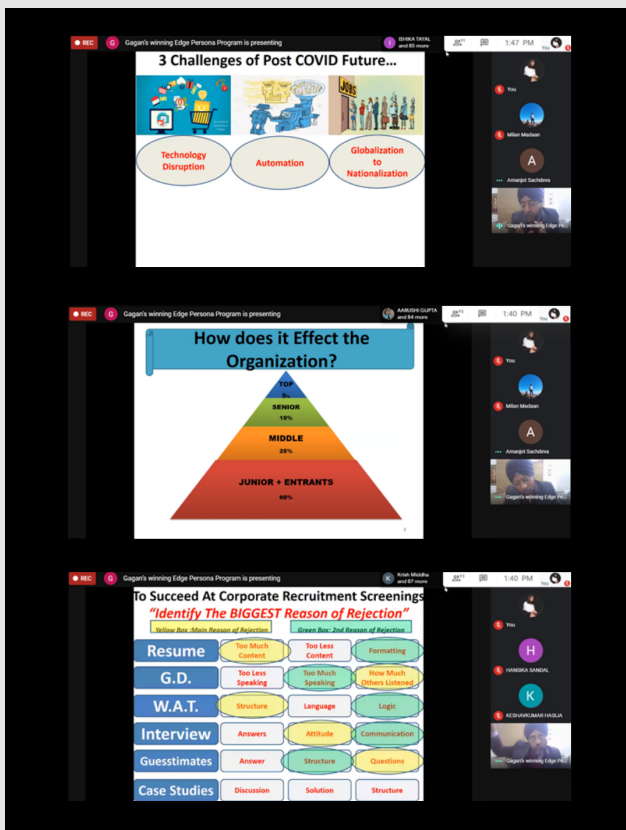 REC
G
Gagan's winning Edge Persona Program is presenting
I
ISHIKA TAYAL
and 85 more
1:47 PM
You
3 Challenges of Post COVID Future...
JOBS
Technology
Disruption
Automation
Globalization
to
Nationalization
You
Milan Madaan
A
Amanjot Sachdeva
Gagan's winning Edge Pe...
REC
G
Gagan's winning Edge Persona Program is presenting
AARUSHI GUPTA
and 84 more
1:40 PM
You
How does it Effect the
Organization?
TOP
SENIOR
MIDDLE
JUNIOR + ENTRANTS
You
Milan Madaan
A
Amanjot Sachdeva
Gagan's winning Edge Pe...
REC
G
Gagan's winning Edge Persona Program is presenting
K
Krish Middha
and 87 more
1:40 PM
You
To Succeed At Corporate Recruitment Screenings
"Identify The BIGGEST Reason of Rejection"
Yellow Box :Main Reason of Rejection
Green Box: 2nd Reason of Rejection
Resume
Too Much
Content
Too Less
Content
Formatting
G.D.
Too Less
Speaking
Too Much
Speaking
How Much
Others Listened
W.A.T.
Structure
Language
Logic
Interview
Answers
Attitude
Communication
Guesstimates
Answer
Structure
Questions
Case Studies
Discussion
Solution
Structure
You
H
HANSIKA SANDAL
K
KESHAVKUMAR HASIJA
Gagan's winning Edge Pe...